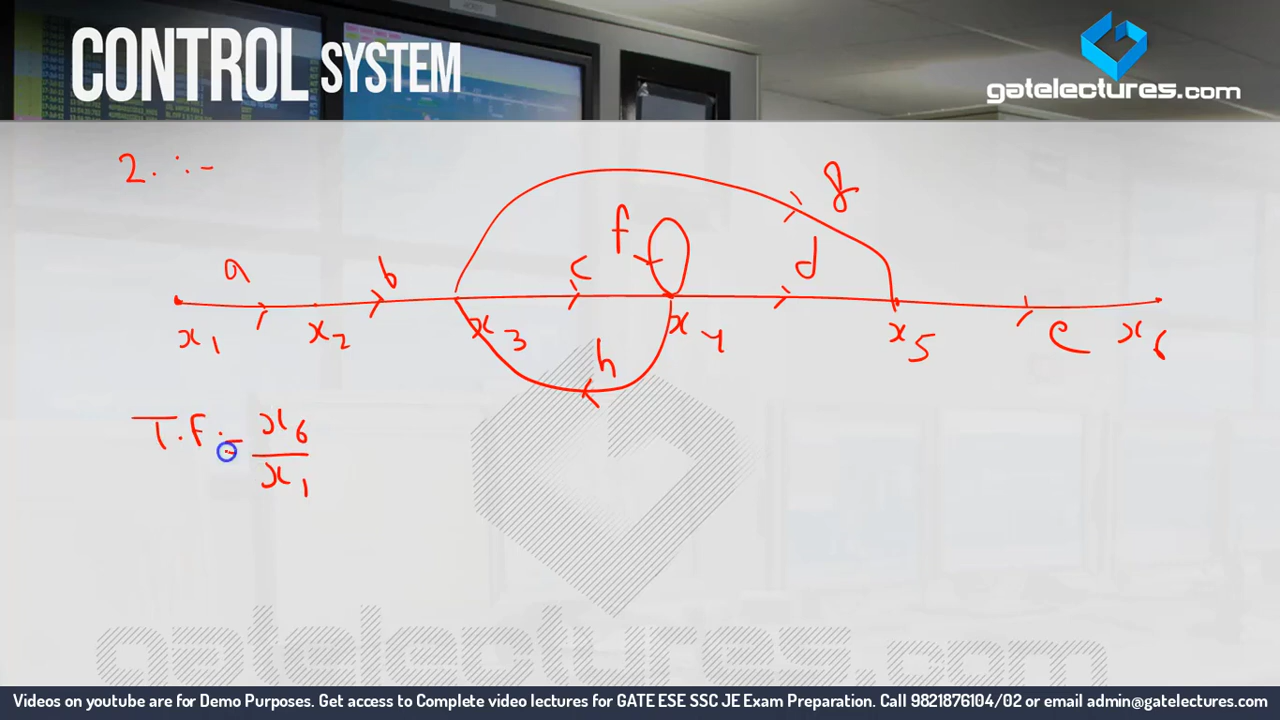 CONTROL SYSTEM
gatelectures.com
2. :-
g
f
a b c d
x1 x2 x3 x4 x5 e x6
h
T.F :- x6
x1
gatelectures.com
Videos on youtube are for Demo Purposes. Get access to Complete video lectures for GATE ESE SSC JE Exam Preparation. Call 9821876104/02 or email admin@gatelectures.com